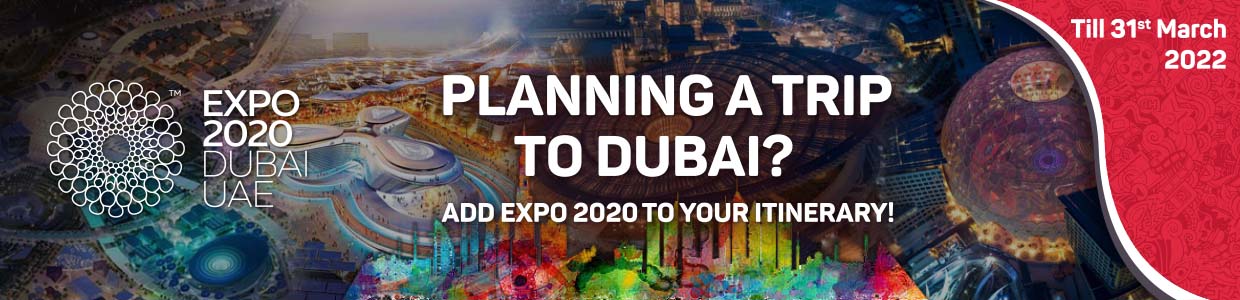 EXPO
2020
DUBAI
UAE
TM
PLANNING A TRIP
TO DUBAI?
ADD EXPO 2020 TO YOUR ITINERARY!
Till 31st March
2022